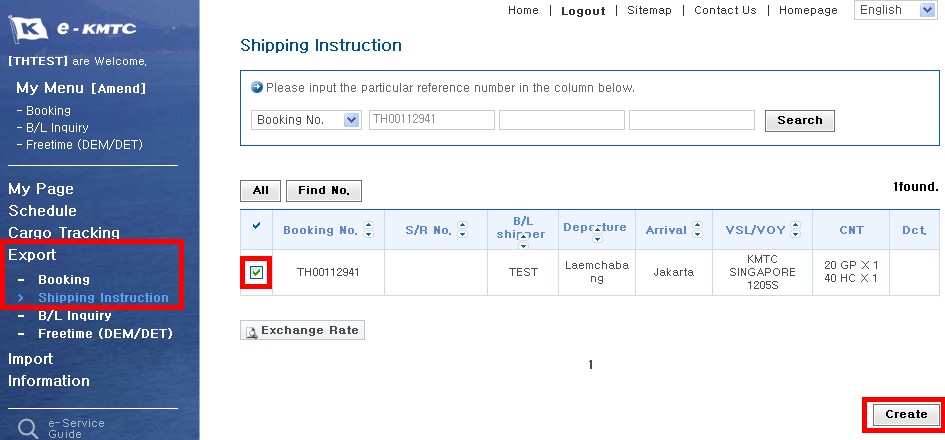 Home | Logout | Sitemap | Contact Us | Homepage English
K e-KMTC
[THTEST] are Welcome,
My Menu [Amend]
- Booking
- B/L Inquiry
- Freetime (DEM/DET)
My Page
Schedule
Cargo Tracking
Export
- Booking
> Shipping Instruction
- B/L Inquiry
- Freetime (DEM/DET)
Import
Information
e-Service
Guide
Shipping Instruction
Please input the particular reference number in the column below.
Booking No. TH00112941 Search
All Find No. 1found.
Booking No. S/R No. B/L shipper Departure Arrival VSL/VOY CNT Dct.
TH00112941 TEST Laemchabang Jakarta KMTC SINGAPORE 1205S 20 GP X 1 40 HC X 1
Exchange Rate
1
Create